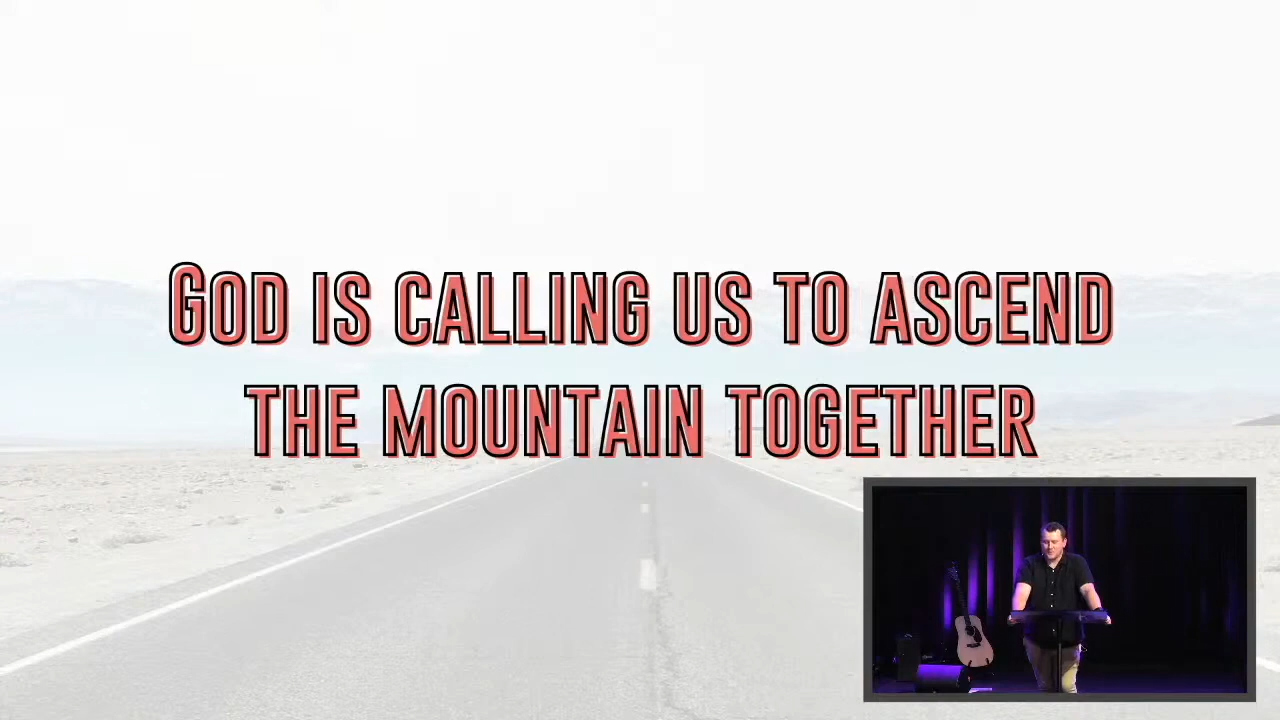 God is calling us to ascend
the mountain together